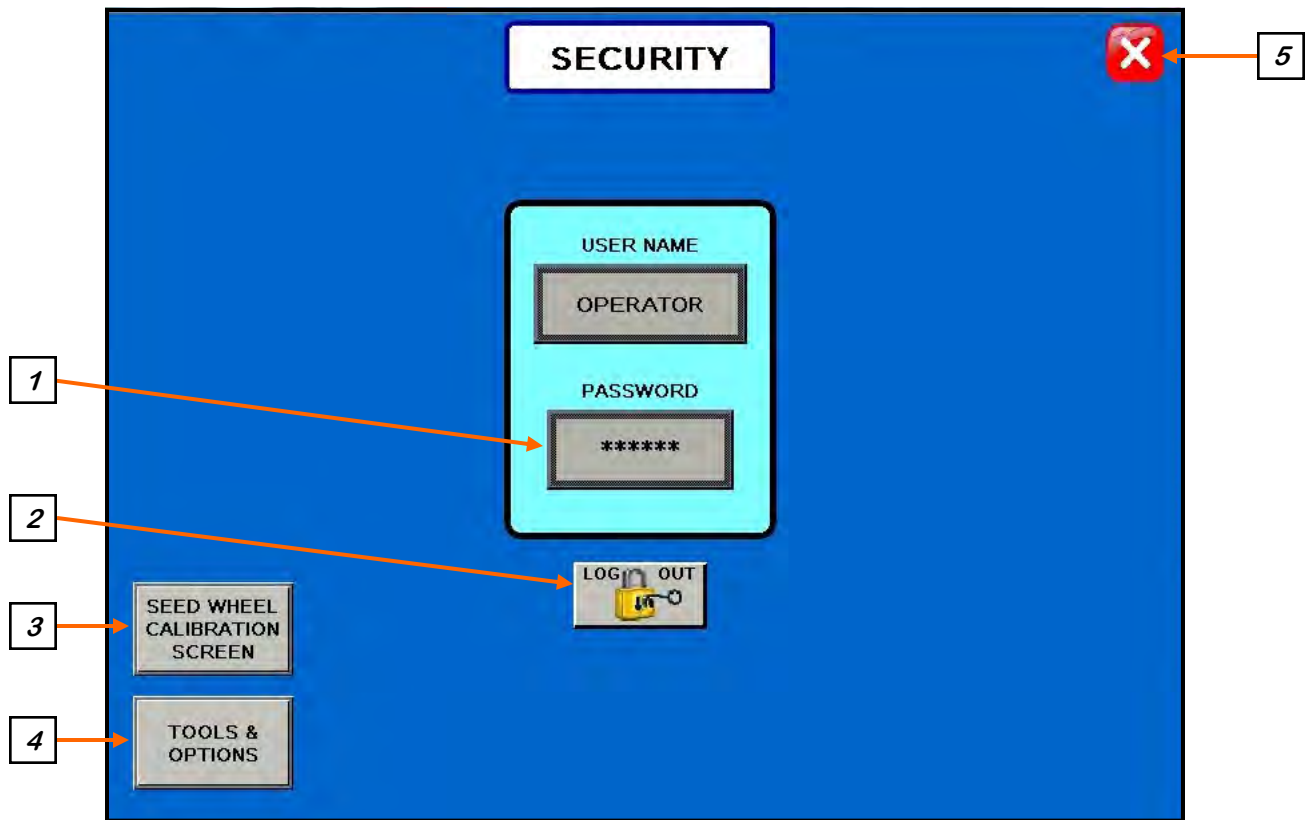 SECURITY
5
USER NAME
OPERATOR
1
PASSWORD
******
2
LOG OUT
3
SEED WHEEL
CALIBRATION
SCREEN
4
TOOLS &
OPTIONS